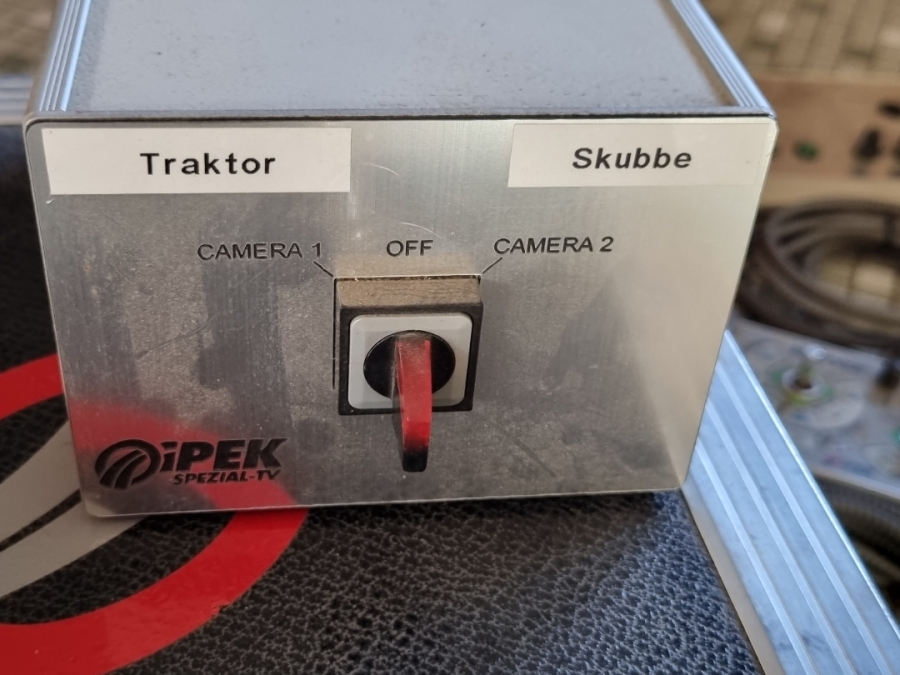 Traktor
Skubbe
CAMERA 1
OFF
CAMERA 2
iPEK
SPEZIAL-TV